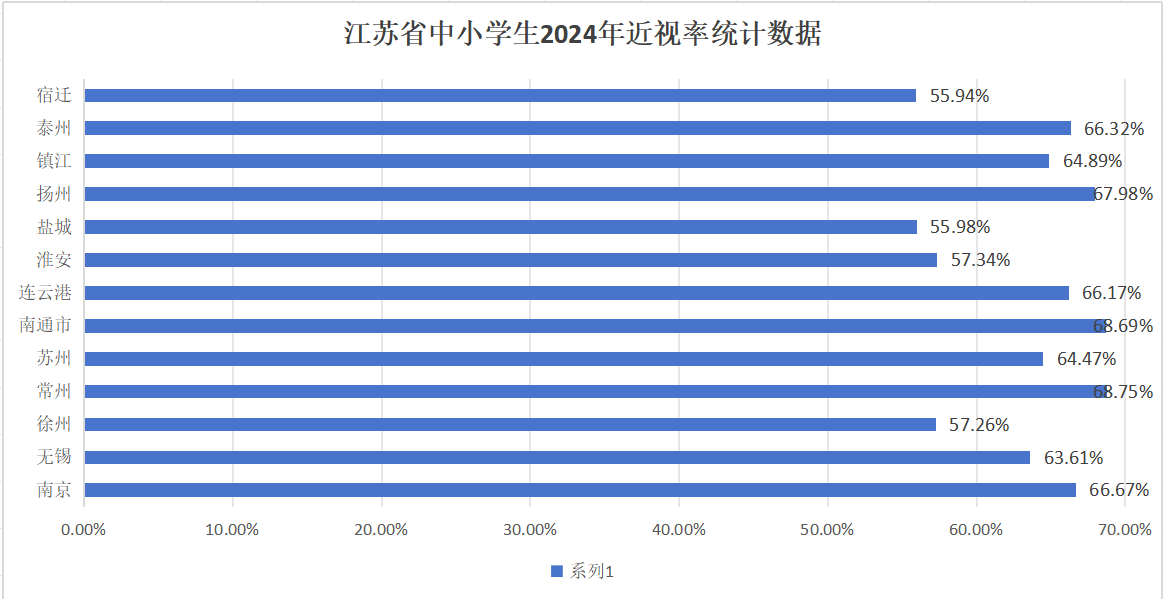 江苏省中小学生2024年近视率统计数据
宿迁 55.94%
泰州 66.32%
镇江 64.89%
扬州 67.98%
盐城 55.98%
淮安 57.34%
连云港 66.17%
南通市 68.69%
苏州 64.47%
常州 68.75%
徐州 57.26%
无锡 63.61%
南京 66.67%
0.00% 10.00% 20.00% 30.00% 40.00% 50.00% 60.00% 70.00%
系列1